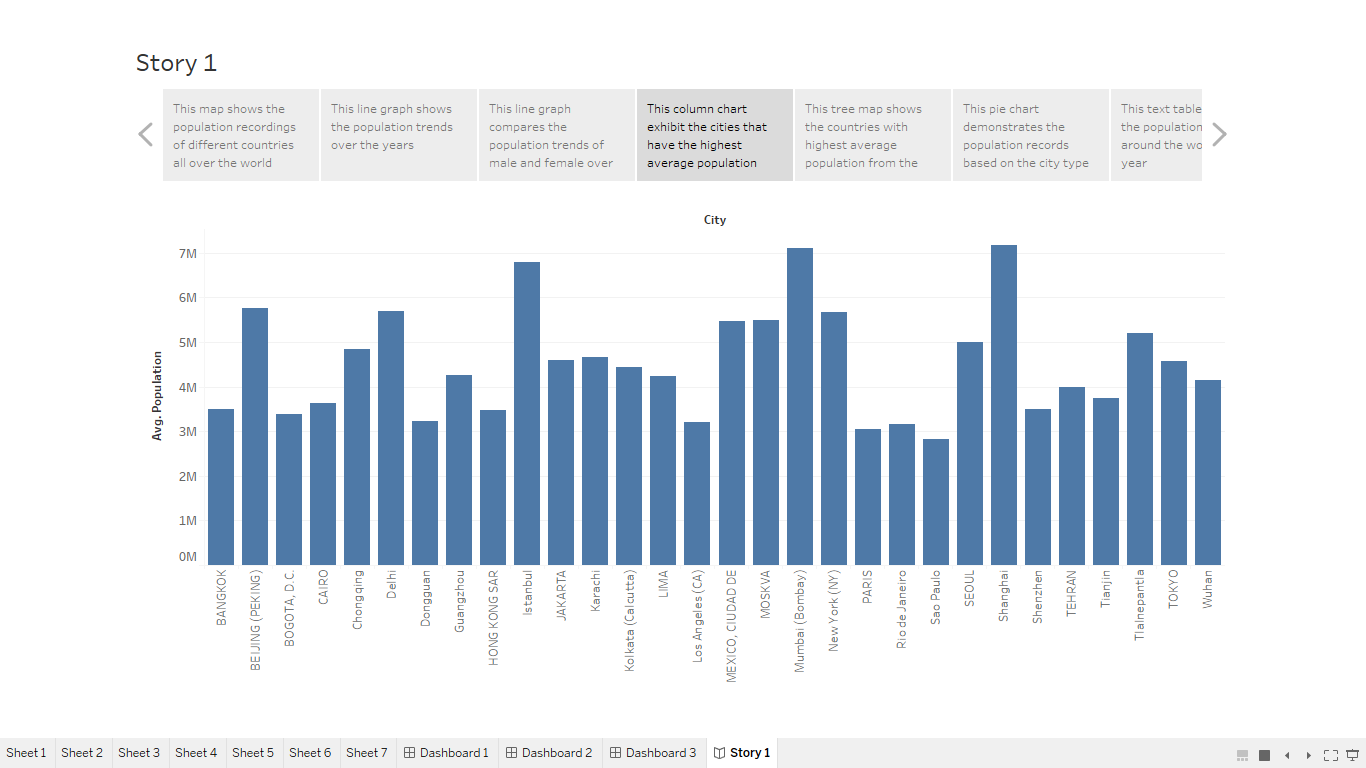 Story 1
This map shows the
population recordings
of different countries
all over the world
This line graph shows
the population trends
over the years
This line graph
compares the
population trends of
male and female over
This column chart
exhibit the cities that
have the highest
average population
This tree map shows
the countries with
highest average
population from the
This pie chart
demonstrates the
population records
based on the city type
This text table
the population
around the wo
year
City
Avg. Population
7M
6M
5M
4M
3M
2M
1M
0M
BANGKOK
BEIJING (PEKING)
BOGOTA, D.C.
CAIRO
Chongqing
Delhi
Dongguan
Guangzhou
HONG KONG SAR
Istanbul
JAKARTA
Karachi
Kolkata (Calcutta)
LIMA
Los Angeles (CA)
MEXICO, CIUDAD DE
MOSKVA
Mumbai (Bombay)
New York (NY)
PARIS
Rio de Janeiro
Sao Paulo
SEOUL
Shanghai
Shenzhen
TEHRAN
Tianjin
Tlalnepantla
TOKYO
Wuhan
Sheet 1 Sheet 2 Sheet 3 Sheet 4 Sheet 5 Sheet 6 Sheet 7 Dashboard 1 Dashboard 2 Dashboard 3 Story 1